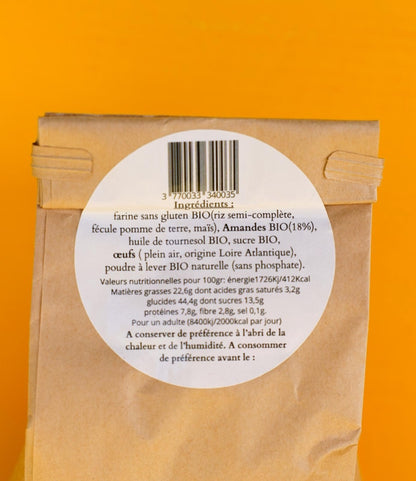 3 770033 340035
Ingrédients :
farine sans gluten BIO(riz semi-complète,
fécule pomme de terre, maïs), Amandes BIO(18%),
huile de tournesol BIO, sucre BIO,
œufs ( plein air, origine Loire Atlantique),
poudre à lever BIO naturelle (sans phosphate).
Valeurs nutritionnelles pour 100gr: énergie1726Kj/412Kcal
Matières grasses 22,6g dont acides gras saturés 3,2g
glucides 44,4g dont sucres 13,5g
protéines 7,8g, fibre 2,8g, sel 0,1g.
Pour un adulte (8400kj/2000kcal par jour)
A conserver de préférence à l'abri de la
chaleur et de l'humidité. A consommer
de préférence avant le :